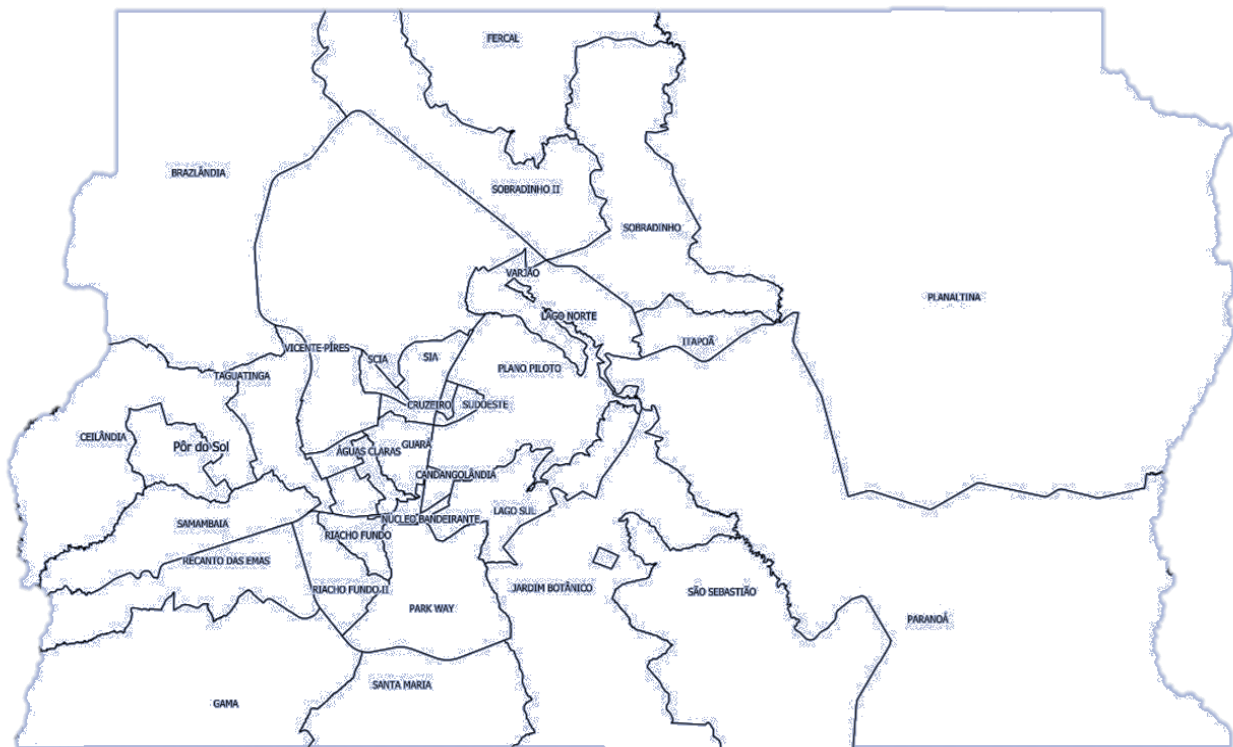 FERCAL
BRAZLÂNDIA
SOBRADINHO II
SOBRADINHO
VARJÃO
PLANALTINA
LAGO NORTE
ITAPOÃ
VICENTE PIRES
SCIA
SIA
PLANO PILOTO
TAGUATINGA
CRUZEIRO
SUDOESTE
CEILÂNDIA
Pôr do Sol
GUARÁ
ÁGUAS CLARAS
CANDANGOLÂNDIA
LAGO SUL
SAMAMBAIA
NÚCLEO BANDEIRANTE
RIACHO FUNDO
RECANTO DAS EMAS
RIACHO FUNDO II
JARDIM BOTÂNICO
SÃO SEBASTIÃO
PARK WAY
PARANOÁ
SANTA MARIA
GAMA